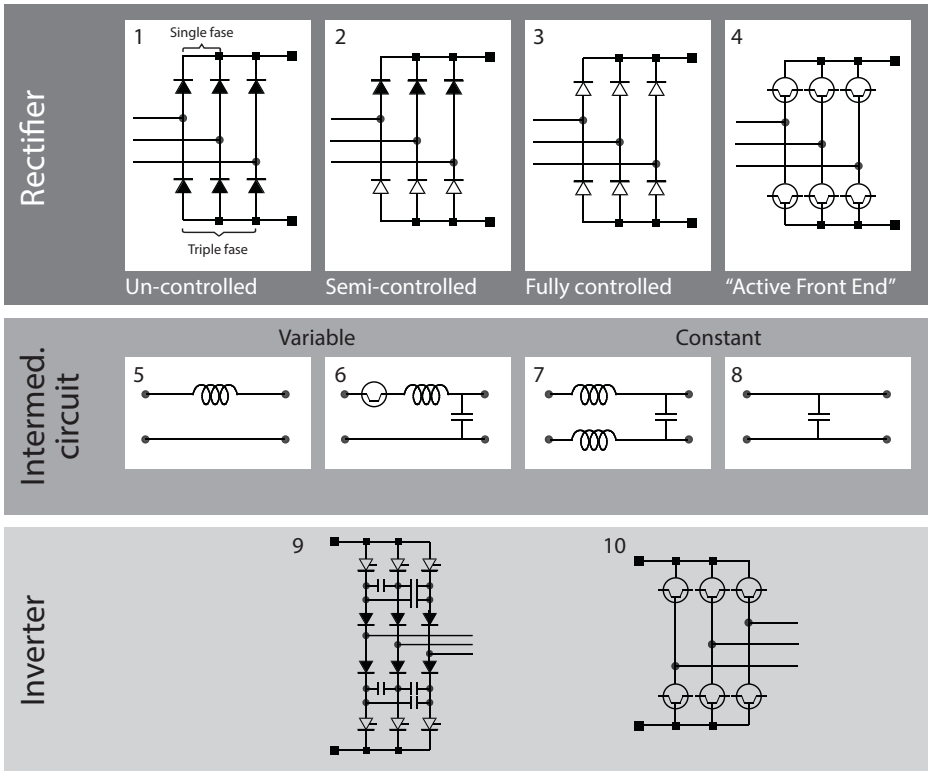 Rectifier
1
Single fase
Triple fase
Un-controlled
2
Semi-controlled
3
Fully controlled
4
“Active Front End”
Intermed.
circuit
Variable
Constant
5
6
7
8
Inverter
9
10